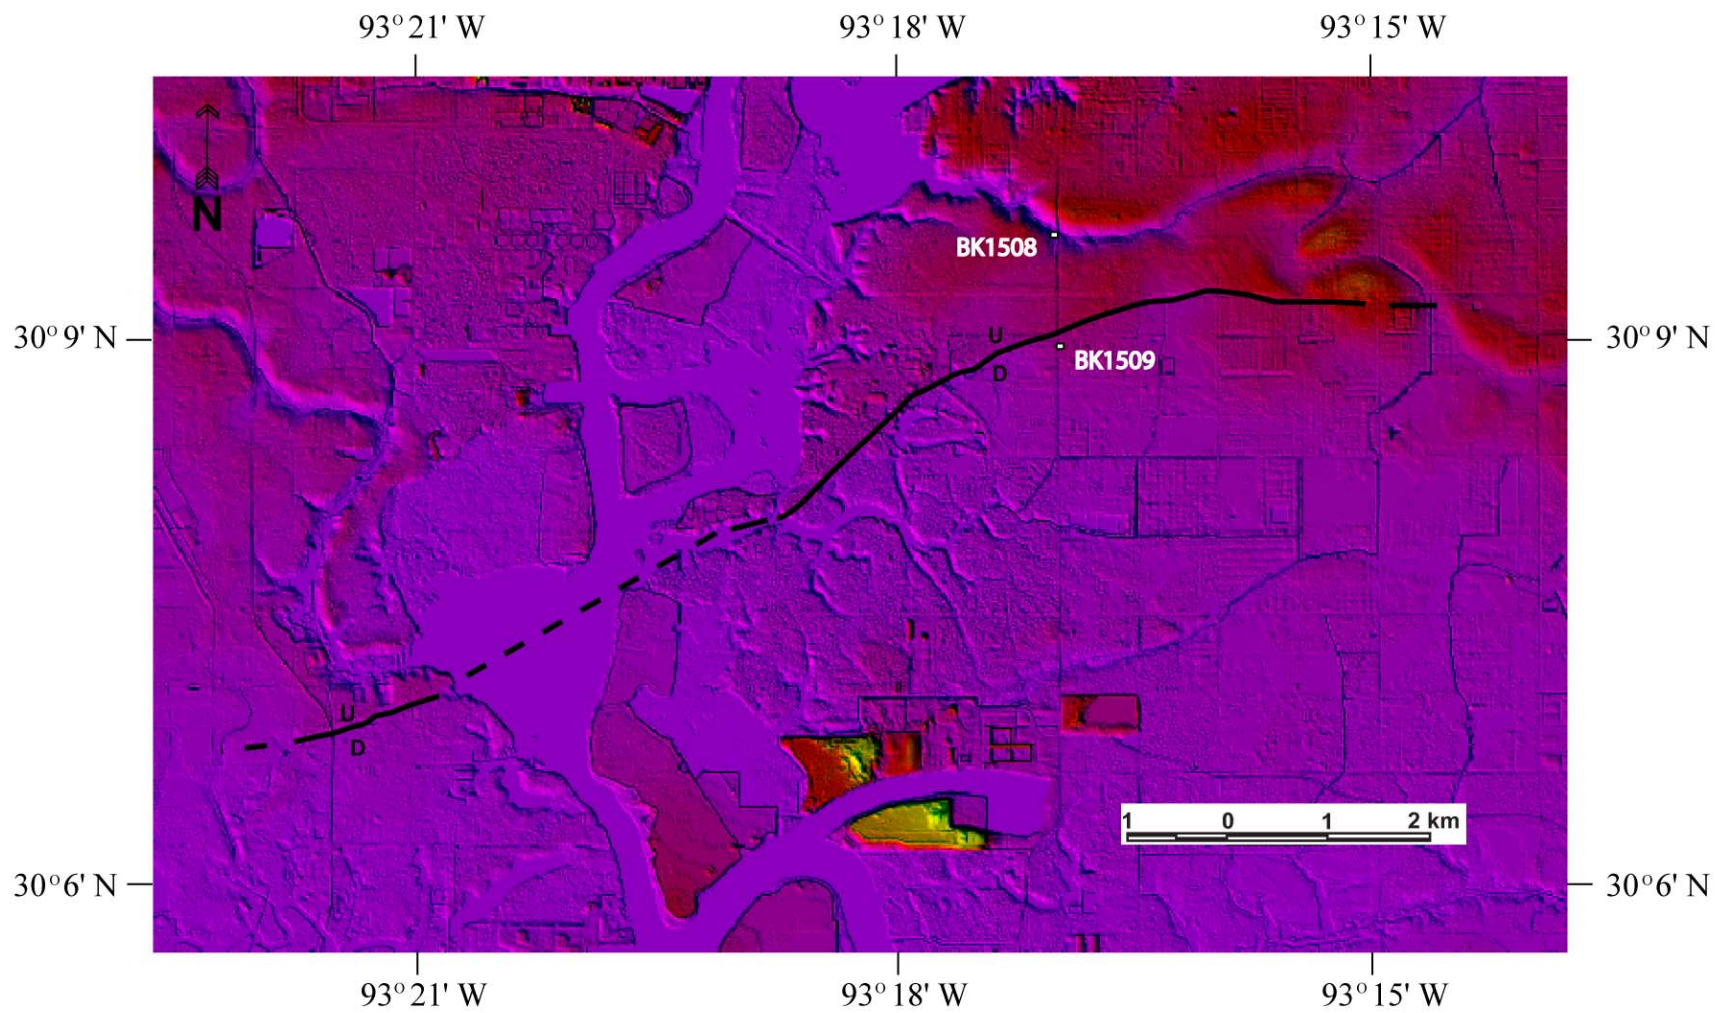 93° 21' W 93° 18' W 93° 15' W
N
BK1508
30° 9' N 30° 9' N
U
D
BK1509
U
D
1 0 1 2 km
30° 6' N 30° 6' N
93° 21' W 93° 18' W 93° 15' W